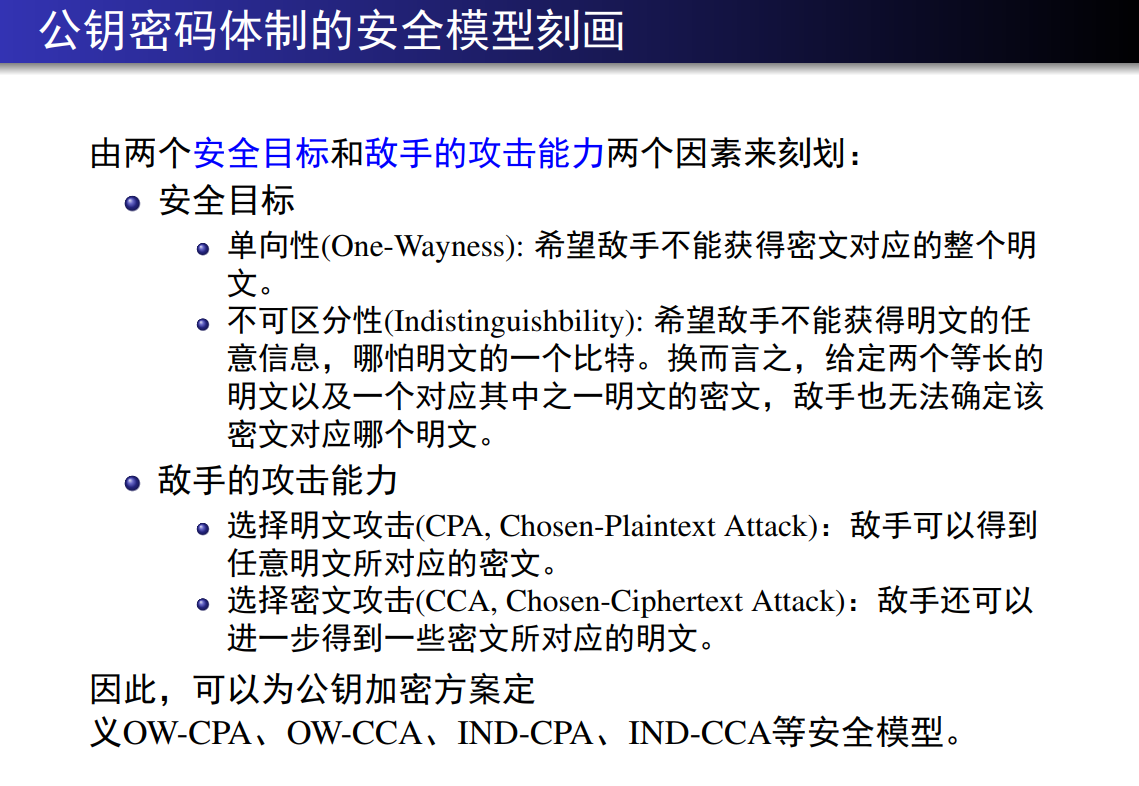 公钥密码体制的安全模型刻画
由两个安全目标和敌手的攻击能力两个因素来刻划：
安全目标
单向性(One-Wayness): 希望敌手不能获得密文对应的整个明
文。
不可区分性(Indistinguishbility): 希望敌手不能获得明文的任
意信息，哪怕明文的一个比特。换而言之，给定两个等长的
明文以及一个对应其中之一明文的密文，敌手也无法确定该
密文对应哪个明文。
敌手的攻击能力
选择明文攻击(CPA, Chosen-Plaintext Attack)：敌手可以得到
任意明文所对应的密文。
选择密文攻击(CCA, Chosen-Ciphertext Attack)：敌手还可以
进一步得到一些密文所对应的明文。
因此，可以为公钥加密方案定
义OW-CPA、OW-CCA、IND-CPA、IND-CCA等安全模型。